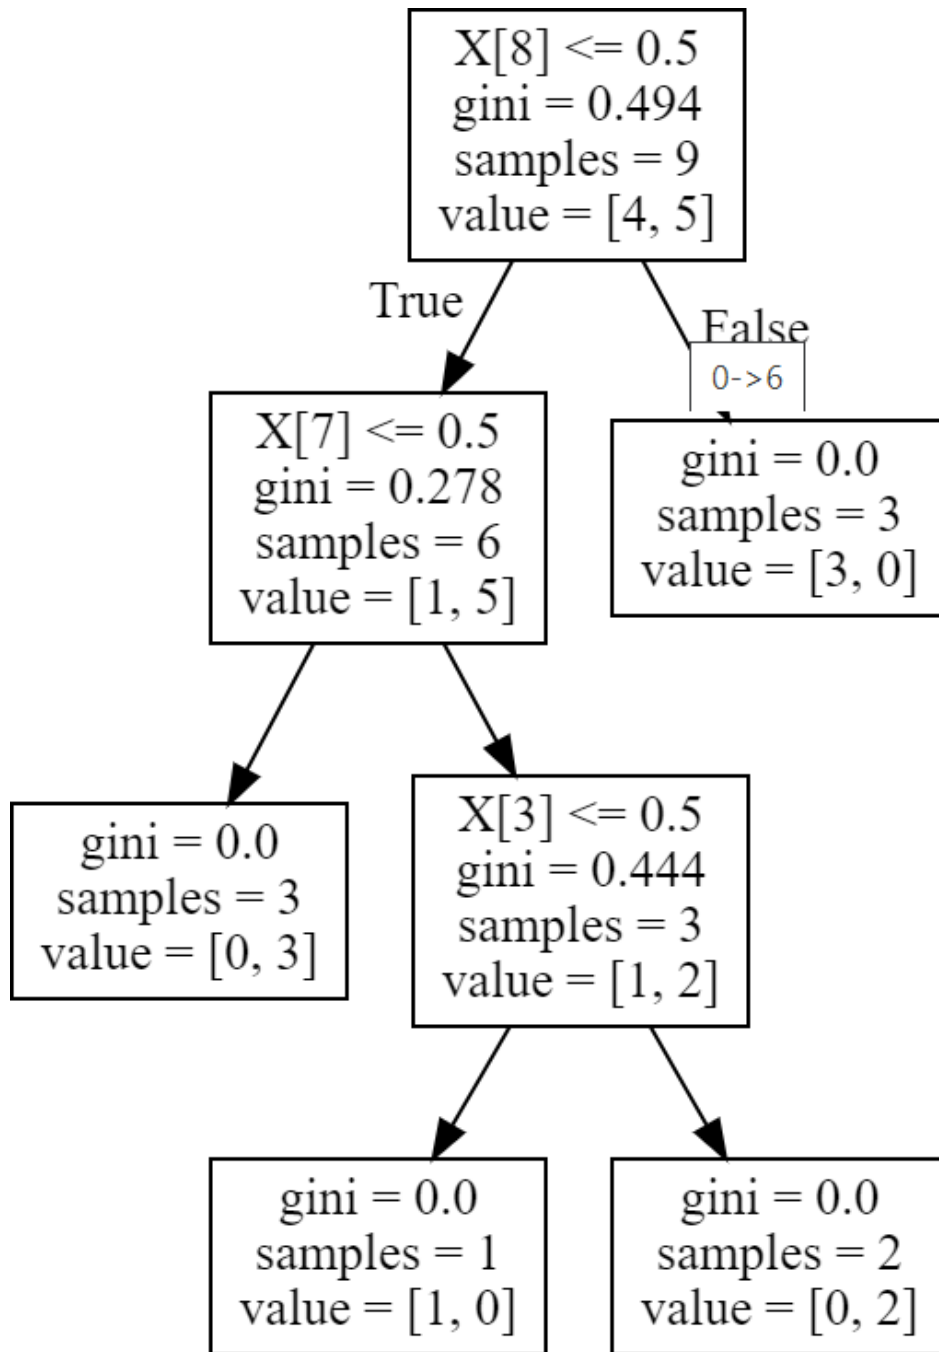 X[8] <= 0.5
gini = 0.494
samples = 9
value = [4, 5]
True
False
0->6
X[7] <= 0.5
gini = 0.278
samples = 6
value = [1, 5]
gini = 0.0
samples = 3
value = [3, 0]
gini = 0.0
samples = 3
value = [0, 3]
X[3] <= 0.5
gini = 0.444
samples = 3
value = [1, 2]
gini = 0.0
samples = 1
value = [1, 0]
gini = 0.0
samples = 2
value = [0, 2]